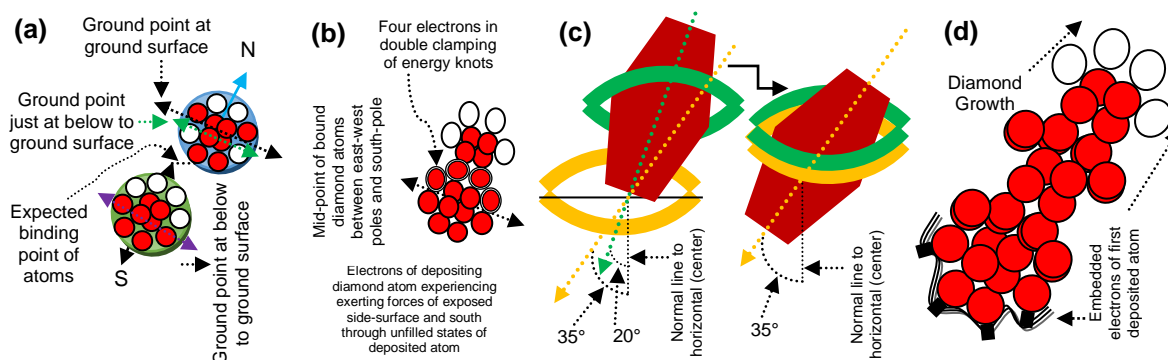 (a)
Ground point at
ground surface
N
Ground point
just at below to
ground surface
Expected
binding
point of
atoms
S
Ground point at below
to ground surface
(b)
Four electrons in
double clamping
of energy knots
Mid-point of bound
diamond atoms
between east-west
poles and south-pole
Electrons of depositing
diamond atom experiencing
exerting forces of exposed
side-surface and south
through unfilled states of
deposited atom
(c)
35°
20°
Normal line to
horizontal (center)
35°
Normal line to
horizontal (center)
(d)
Diamond
Growth
Embedded
electrons of first
deposited atom